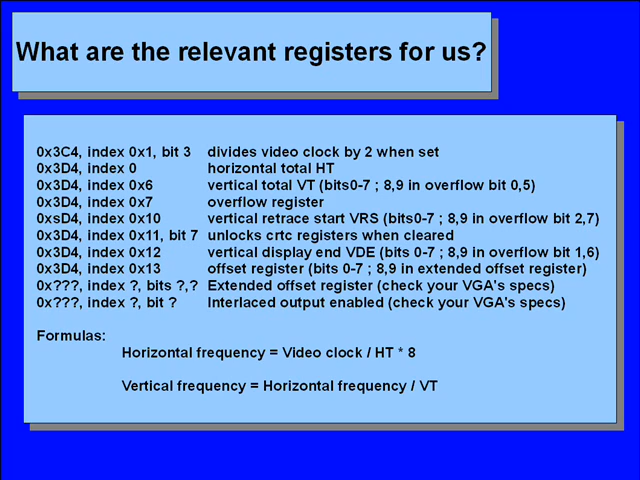 What are the relevant registers for us?
0x3C4, index 0x1, bit 3 divides video clock by 2 when set
0x3D4, index 0 horizontal total HT
0x3D4, index 0x6 vertical total VT (bits0-7 ; 8,9 in overflow bit 0,5)
0x3D4, index 0x7 overflow register
0xsD4, index 0x10 vertical retrace start VRS (bits0-7 ; 8,9 in overflow bit 2,7)
0x3D4, index 0x11, bit 7 unlocks crtc registers when cleared
0x3D4, index 0x12 vertical display end VDE (bits 0-7 ; 8,9 in overflow bit 1,6)
0x3D4, index 0x13 offset register (bits 0-7 ; 8,9 in extended offset register)
0x???, index ?, bits ?,? Extended offset register (check your VGA's specs)
0x???, index ?, bit ? Interlaced output enabled (check your VGA's specs)
Formulas:
Horizontal frequency = Video clock / HT * 8
Vertical frequency = Horizontal frequency / VT